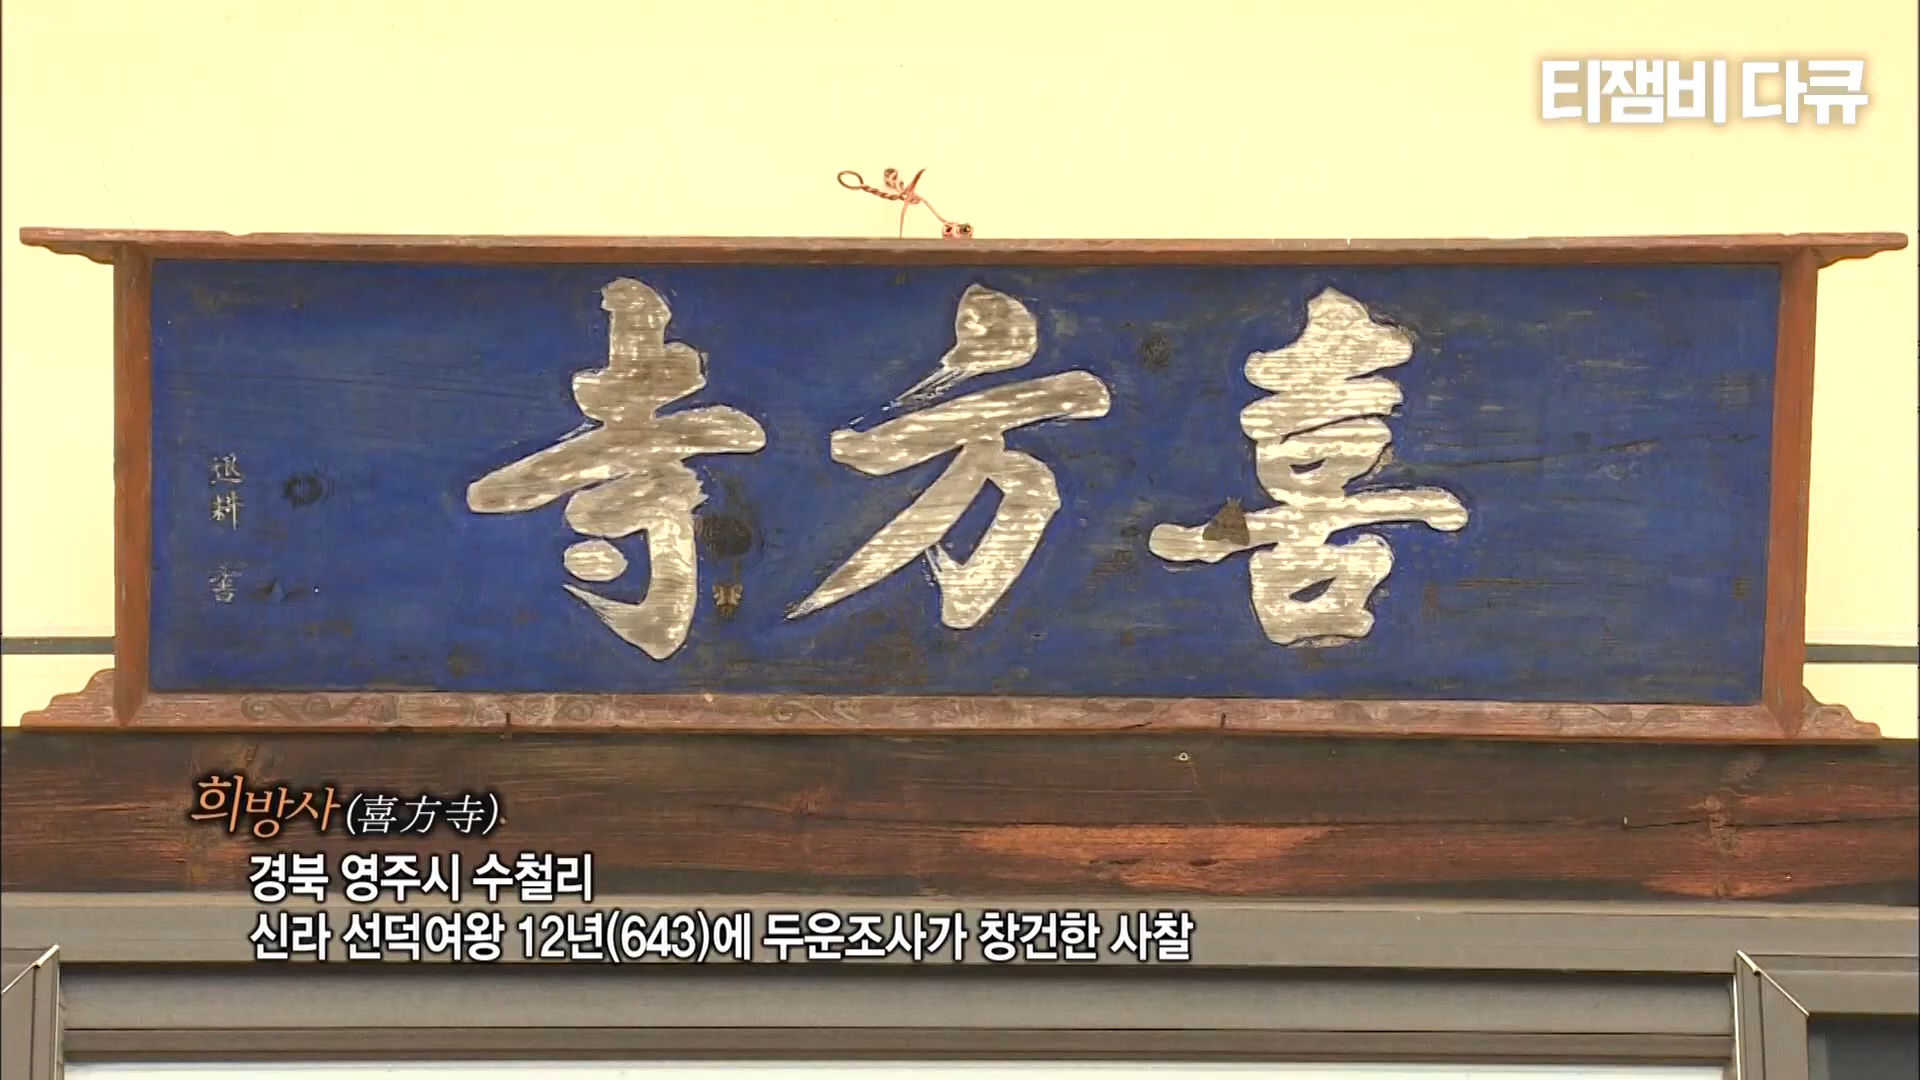 티잼비 다큐
喜方寺
退耕 書
희방사(喜方寺).
경북 영주시 수철리
신라 선덕여왕 12년(643)에 두운조사가 창건한 사찰